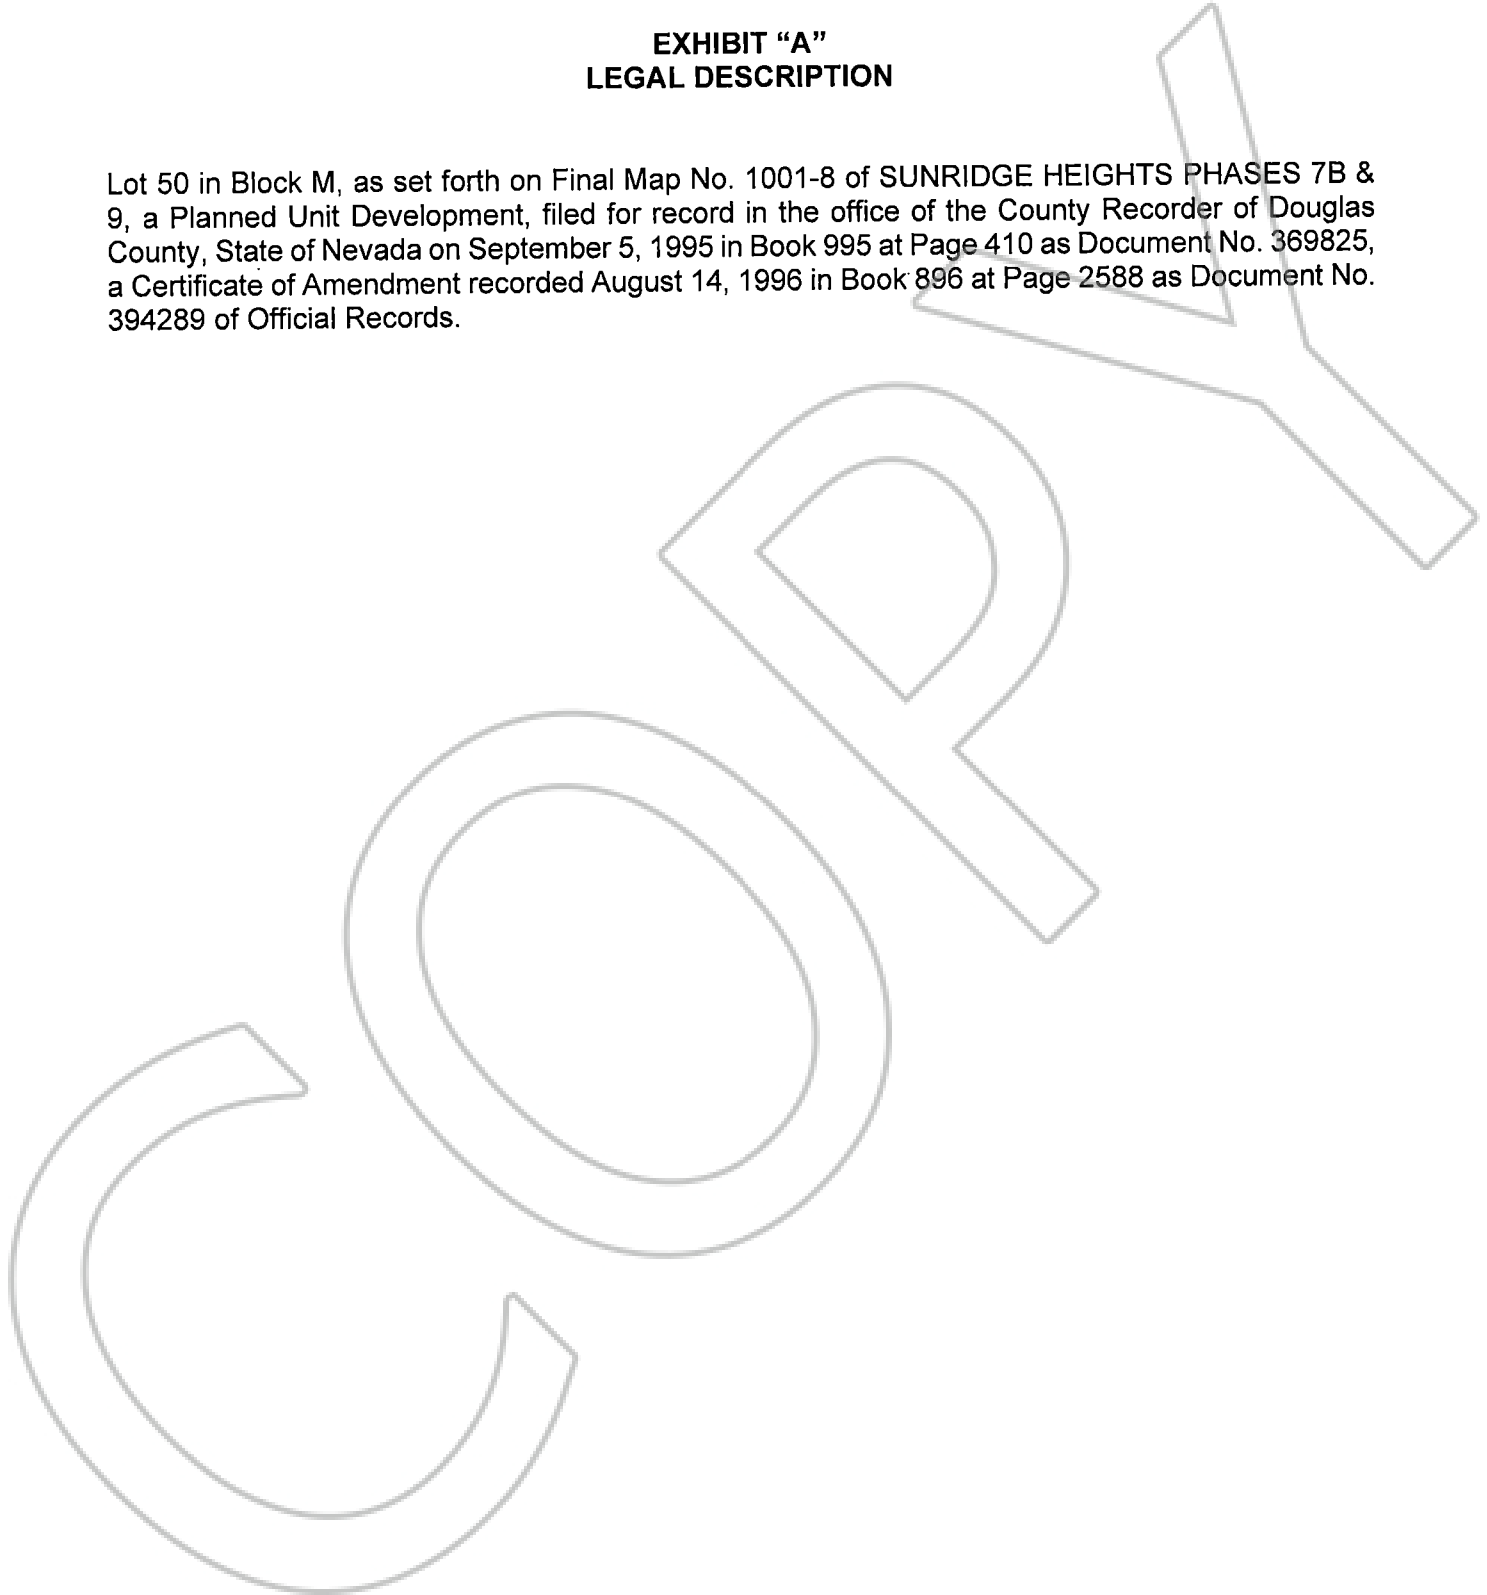 EXHIBIT “A”
LEGAL DESCRIPTION
Lot 50 in Block M, as set forth on Final Map No. 1001-8 of SUNRIDGE HEIGHTS PHASES 7B &
9, a Planned Unit Development, filed for record in the office of the County Recorder of Douglas
County, State of Nevada on September 5, 1995 in Book 995 at Page 410 as Document No. 369825,
a Certificate of Amendment recorded August 14, 1996 in Book 896 at Page 2588 as Document No.
394289 of Official Records.
COPY